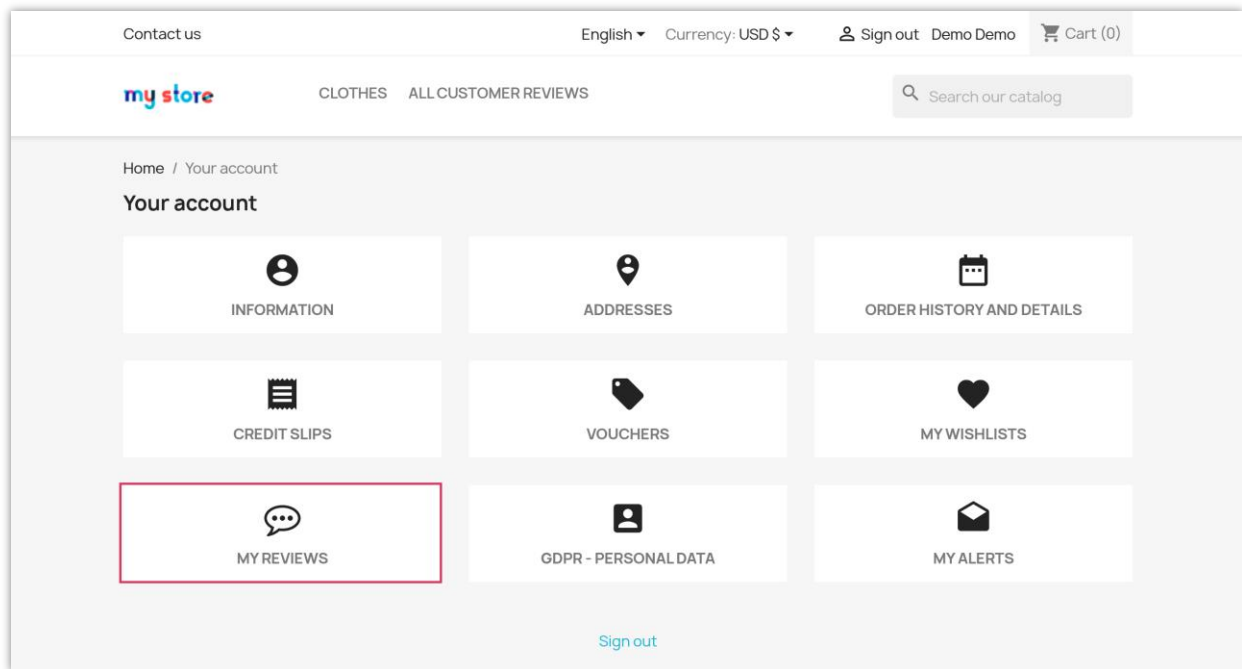 Contact us English Currency: USD $ Sign out Demo Demo Cart (0)
my store CLOTHES ALL CUSTOMER REVIEWS Search our catalog
Home / Your account
Your account
INFORMATION ADDRESSES ORDER HISTORY AND DETAILS
CREDIT SLIPS VOUCHERS MY WISHLISTS
MY REVIEWS GDPR - PERSONAL DATA MY ALERTS
Sign out